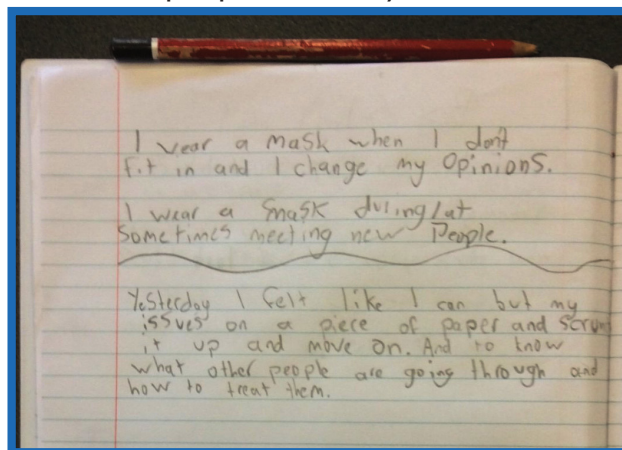 I wear a mask when I don't
fit in and I change my Opinions.
I wear a mask during/at
sometimes meeting new People.
Yesterday I felt like I can but my
issues on a piece of paper and scrum
it up and move on. And to know
what other people are going through and
how to treat them.